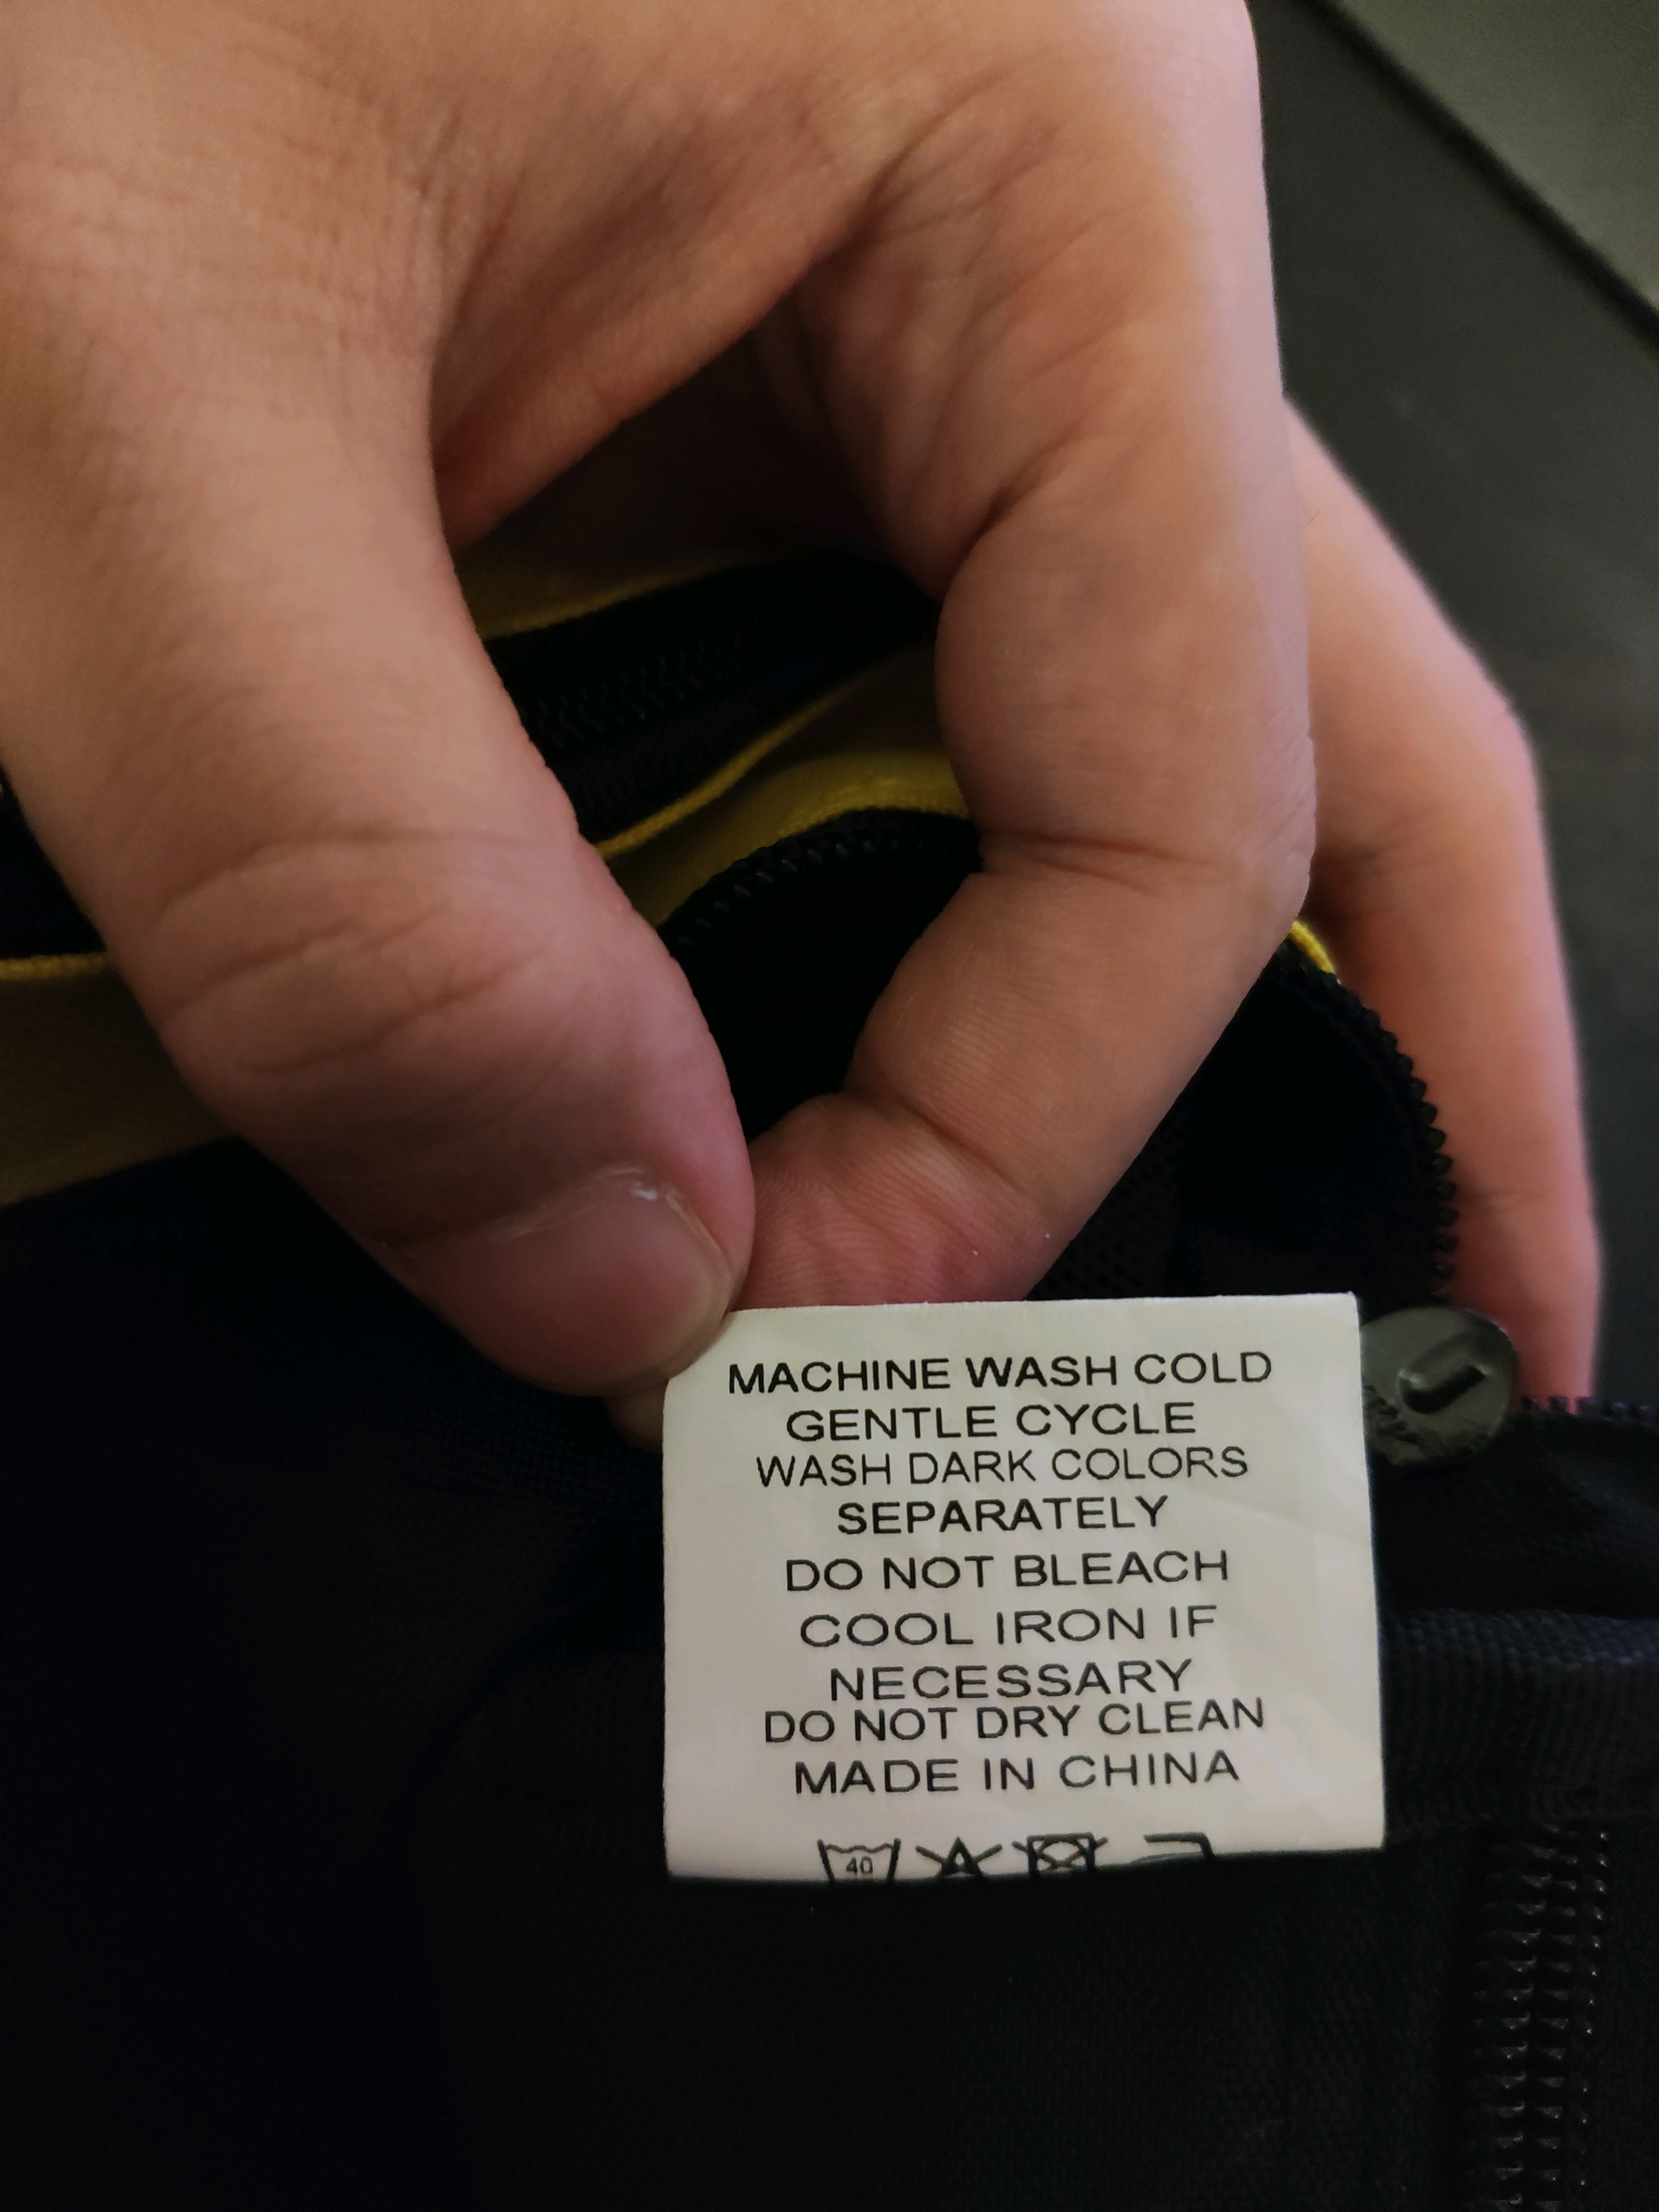 MACHINE WASH COLD
GENTLE CYCLE
WASH DARK COLORS
SEPARATELY
DO NOT BLEACH
COOL IRON IF
NECESSARY
DO NOT DRY CLEAN
MADE IN CHINA
40